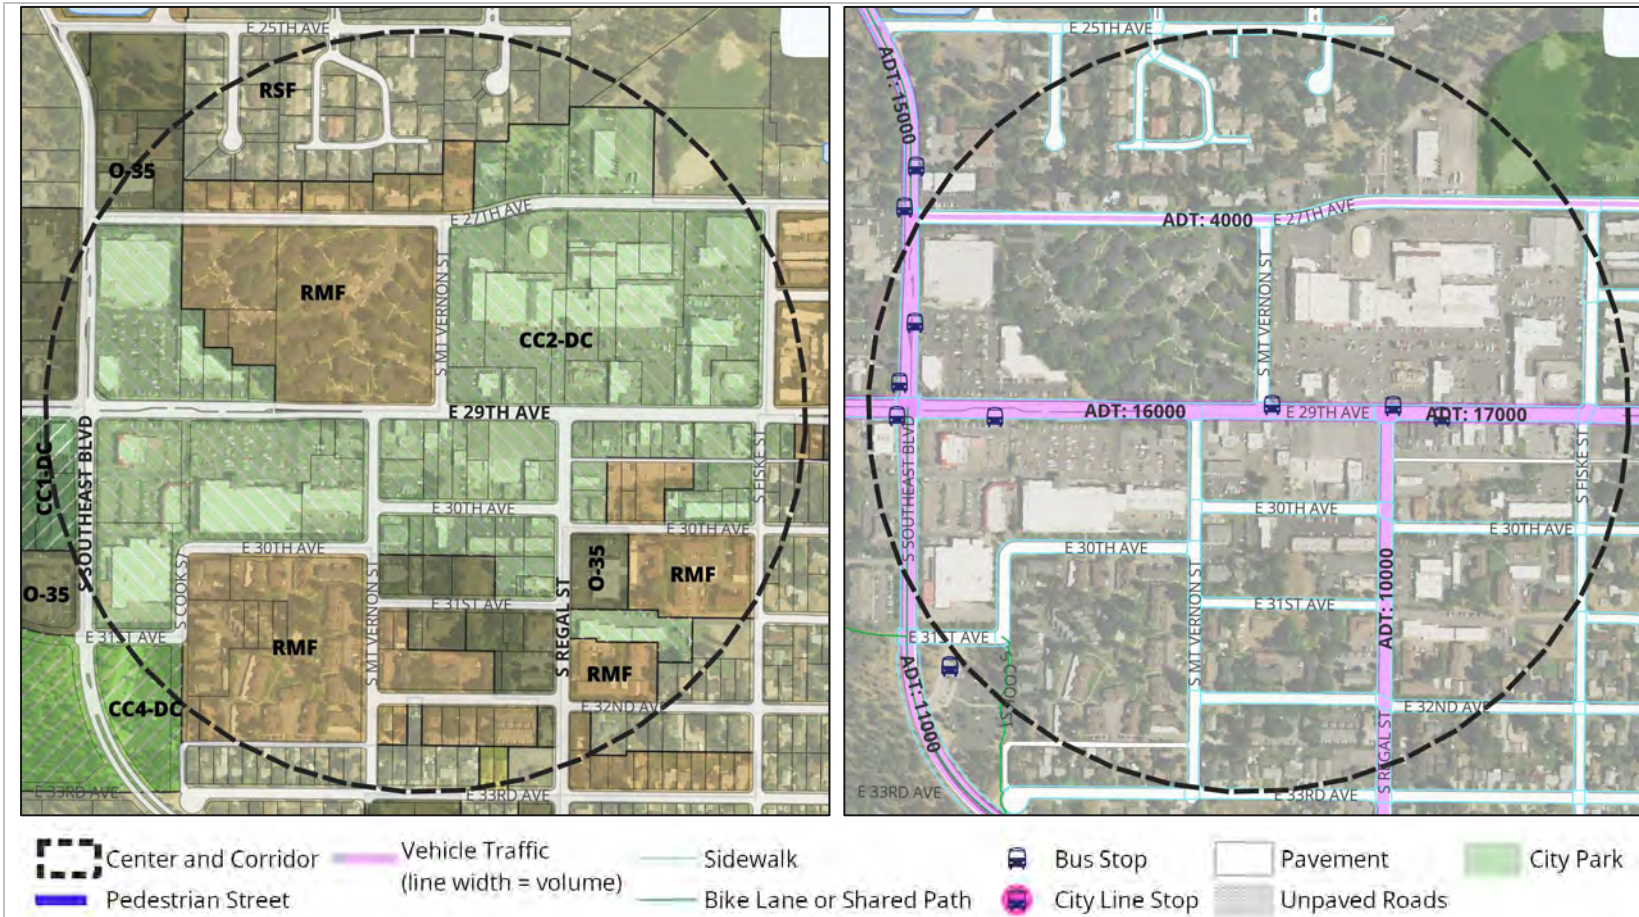 E 25TH AVE
RSF
O-35
E 27TH AVE
RMF
S MT VERNON ST
CC2-DC
E 29TH AVE
CC1-DC
S SOUTHEAST BLVD
S FISKE ST
E 30TH AVE
E 30TH AVE
E 30TH AVE
O-35
S COOK ST
S MT VERNON ST
E 31ST AVE
S REGAL ST
O-35
RMF
E 31ST AVE
RMF
RMF
CC4-DC
E 32ND AVE
E 33RD AVE
E 33RD AVE
E 25TH AVE
ADT: 15000
ADT: 4000
E 27TH AVE
S MT VERNON ST
ADT: 16000
E 29TH AVE
ADT: 17000
S SOUTHEAST BLVD
S FISKE ST
E 30TH AVE
E 30TH AVE
E 30TH AVE
S MT VERNON ST
E 31ST AVE
ADT: 10000
E 31ST AVE
S COOK ST
ADT: 11000
E 32ND AVE
S REGAL ST
E 33RD AVE
E 33RD AVE
Center and Corridor
Pedestrian Street
Vehicle Traffic
(line width = volume)
Sidewalk
Bike Lane or Shared Path
Bus Stop
City Line Stop
Pavement
Unpaved Roads
City Park